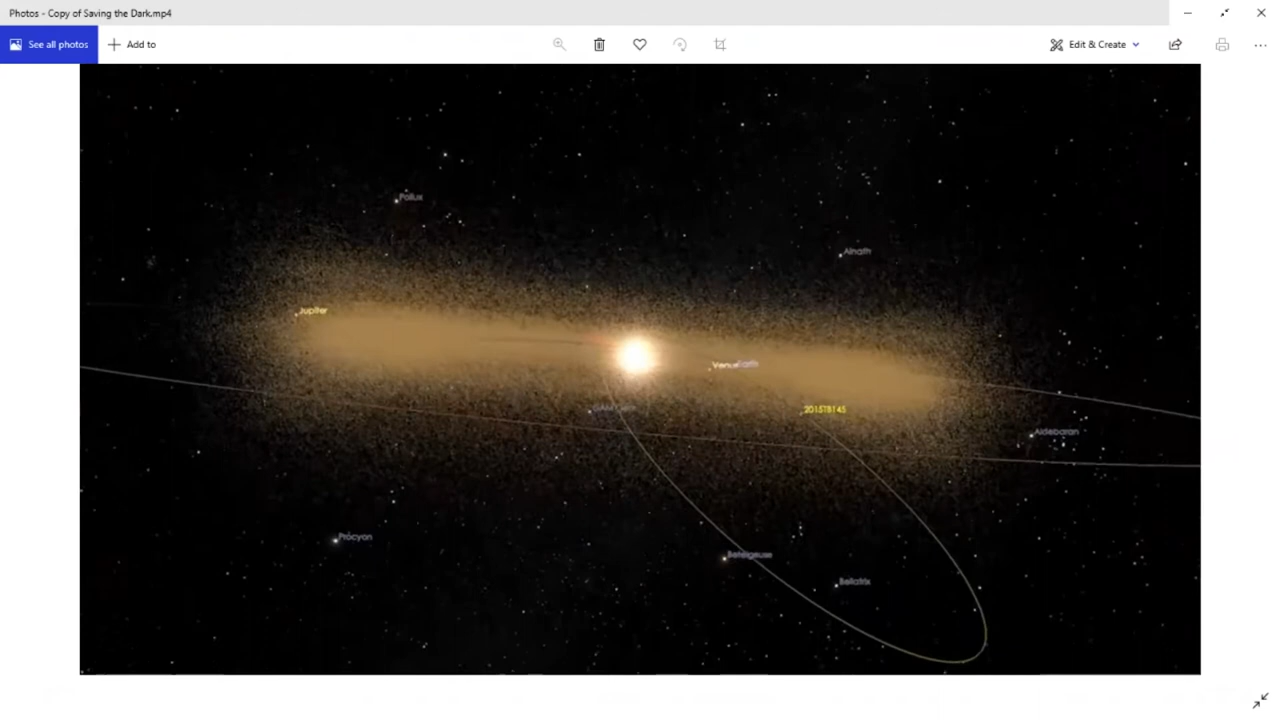 Photos - Copy of Saving the Dark.mp4
See all photos
Add to
Edit & Create
Pollux
Alnath
Jupiter
Venus
Earth
2015TB145
Aldebaran
Procyon
Betelgeuse
Bellatrix